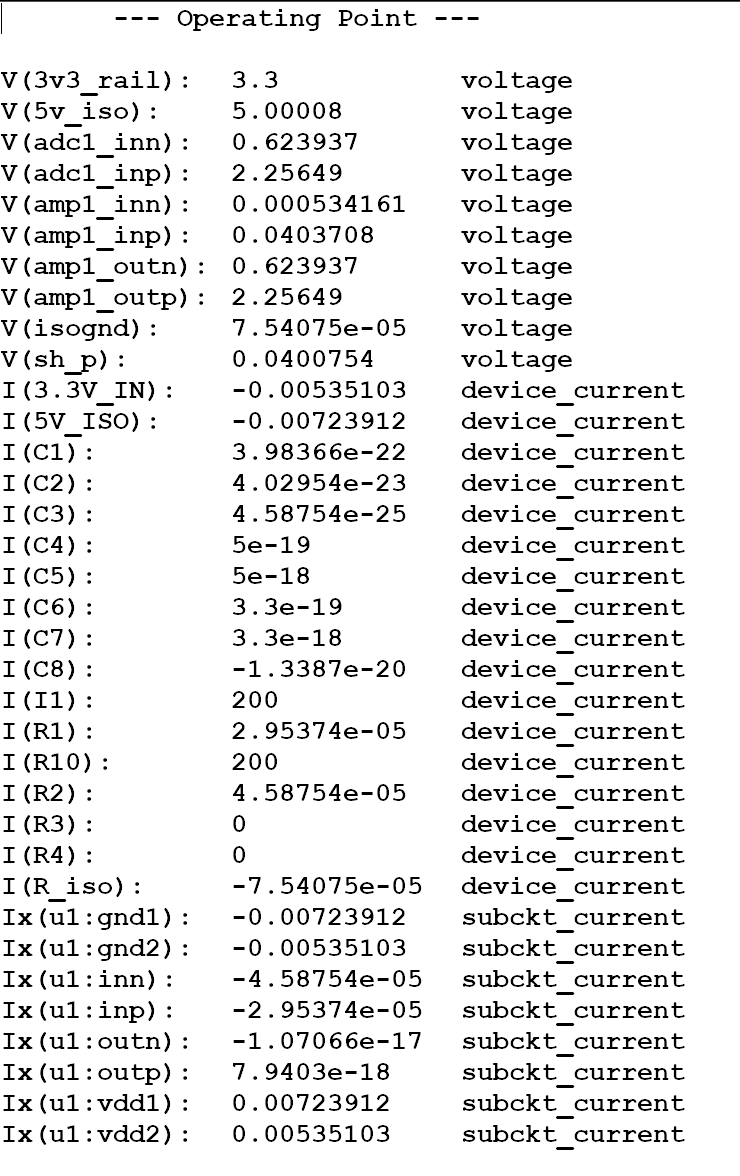 --- Operating Point ---
V(3v3_rail): 3.3 voltage
V(5v_iso): 5.00008 voltage
V(adc1_inn): 0.623937 voltage
V(adc1_inp): 2.25649 voltage
V(amp1_inn): 0.000534161 voltage
V(amp1_inp): 0.0403708 voltage
V(amp1_outn): 0.623937 voltage
V(amp1_outp): 2.25649 voltage
V(isognd): 7.54075e-05 voltage
V(sh_p): 0.0400754 voltage
I(3.3V_IN): -0.00535103 device_current
I(5V_ISO): -0.00723912 device_current
I(C1): 3.98366e-22 device_current
I(C2): 4.02954e-23 device_current
I(C3): 4.58754e-25 device_current
I(C4): 5e-19 device_current
I(C5): 5e-18 device_current
I(C6): 3.3e-19 device_current
I(C7): 3.3e-18 device_current
I(C8): -1.3387e-20 device_current
I(I1): 200 device_current
I(R1): 2.95374e-05 device_current
I(R10): 200 device_current
I(R2): 4.58754e-05 device_current
I(R3): 0 device_current
I(R4): 0 device_current
I(R_iso): -7.54075e-05 device_current
Ix(u1:gnd1): -0.00723912 subckt_current
Ix(u1:gnd2): -0.00535103 subckt_current
Ix(u1:inn): -4.58754e-05 subckt_current
Ix(u1:inp): -2.95374e-05 subckt_current
Ix(u1:outn): -1.07066e-17 subckt_current
Ix(u1:outp): 7.9403e-18 subckt_current
Ix(u1:vdd1): 0.00723912 subckt_current
Ix(u1:vdd2): 0.00535103 subckt_current